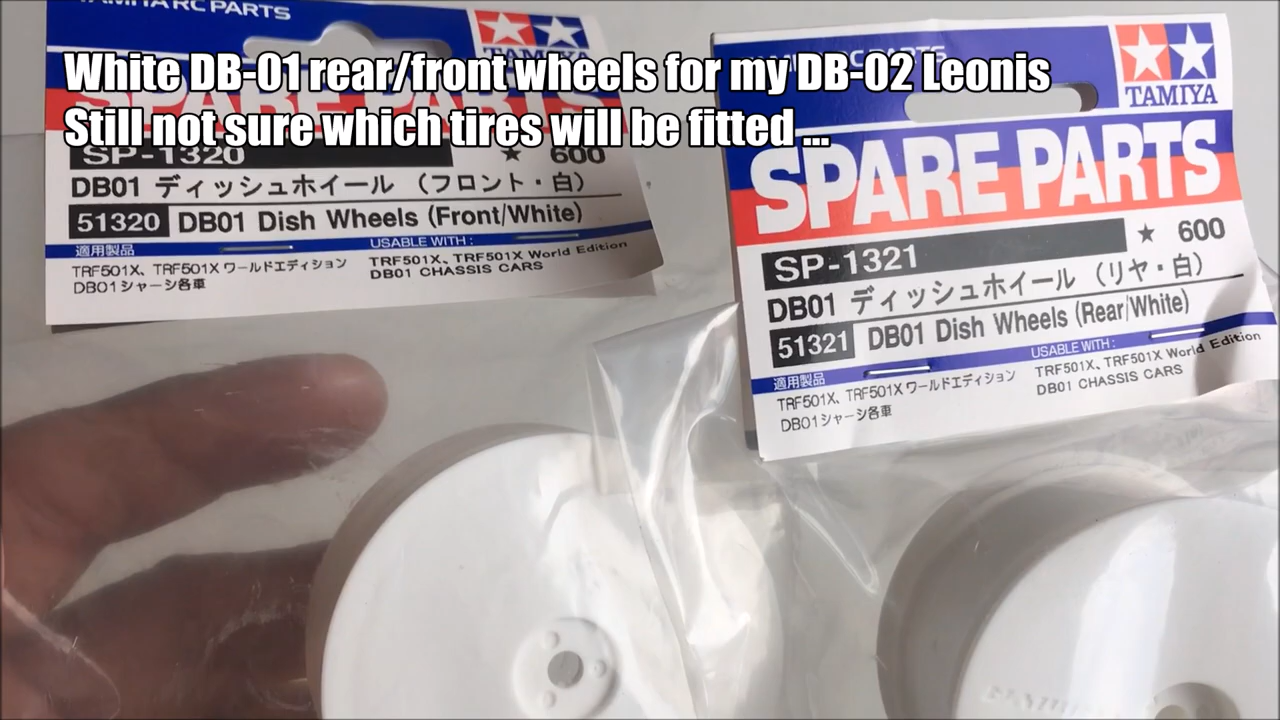 White DB-01 rear/front wheels for my DB-02 Leonis
Still not sure which tires will be fitted ...
TAMIYA RC PARTS
TAMIYA
SPARE PARTS
SP-1320 ★ 600
DB01 ディッシュホイール (フロント・白)
51320 DB01 Dish Wheels (Front/White)
適用製品
TRF501X、TRF501X ワールドエディション
DB01シャーシ各車
USABLE WITH :
TRF501X、TRF501X World Edition
DB01 CHASSIS CARS
TAMIYA RC PARTS
TAMIYA
SPARE PARTS
SP-1321 ★ 600
DB01 ディッシュホイール (リヤ・白)
51321 DB01 Dish Wheels (Rear/White)
適用製品
TRF501X、TRF501X ワールドエディション
DB01シャーシ各車
USABLE WITH :
TRF501X、TRF501X World Edition
DB01 CHASSIS CARS